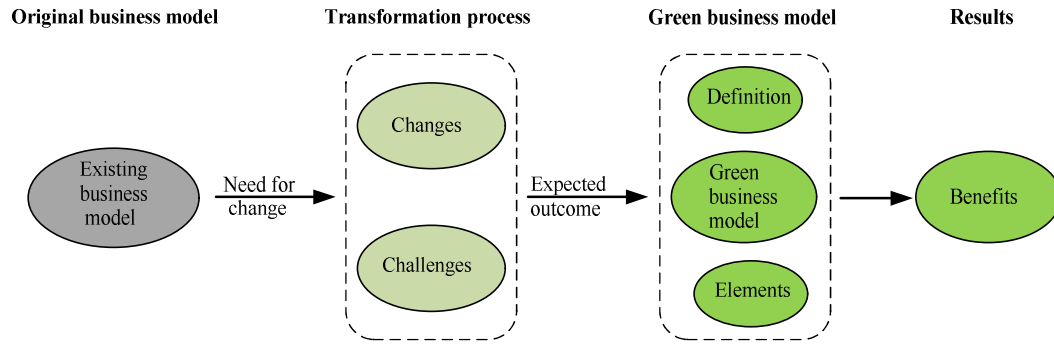 Original business model
Transformation process
Green business model
Results
Existing
business
model
Need for
change
Changes
Challenges
Expected
outcome
Definition
Green
business
model
Elements
Benefits